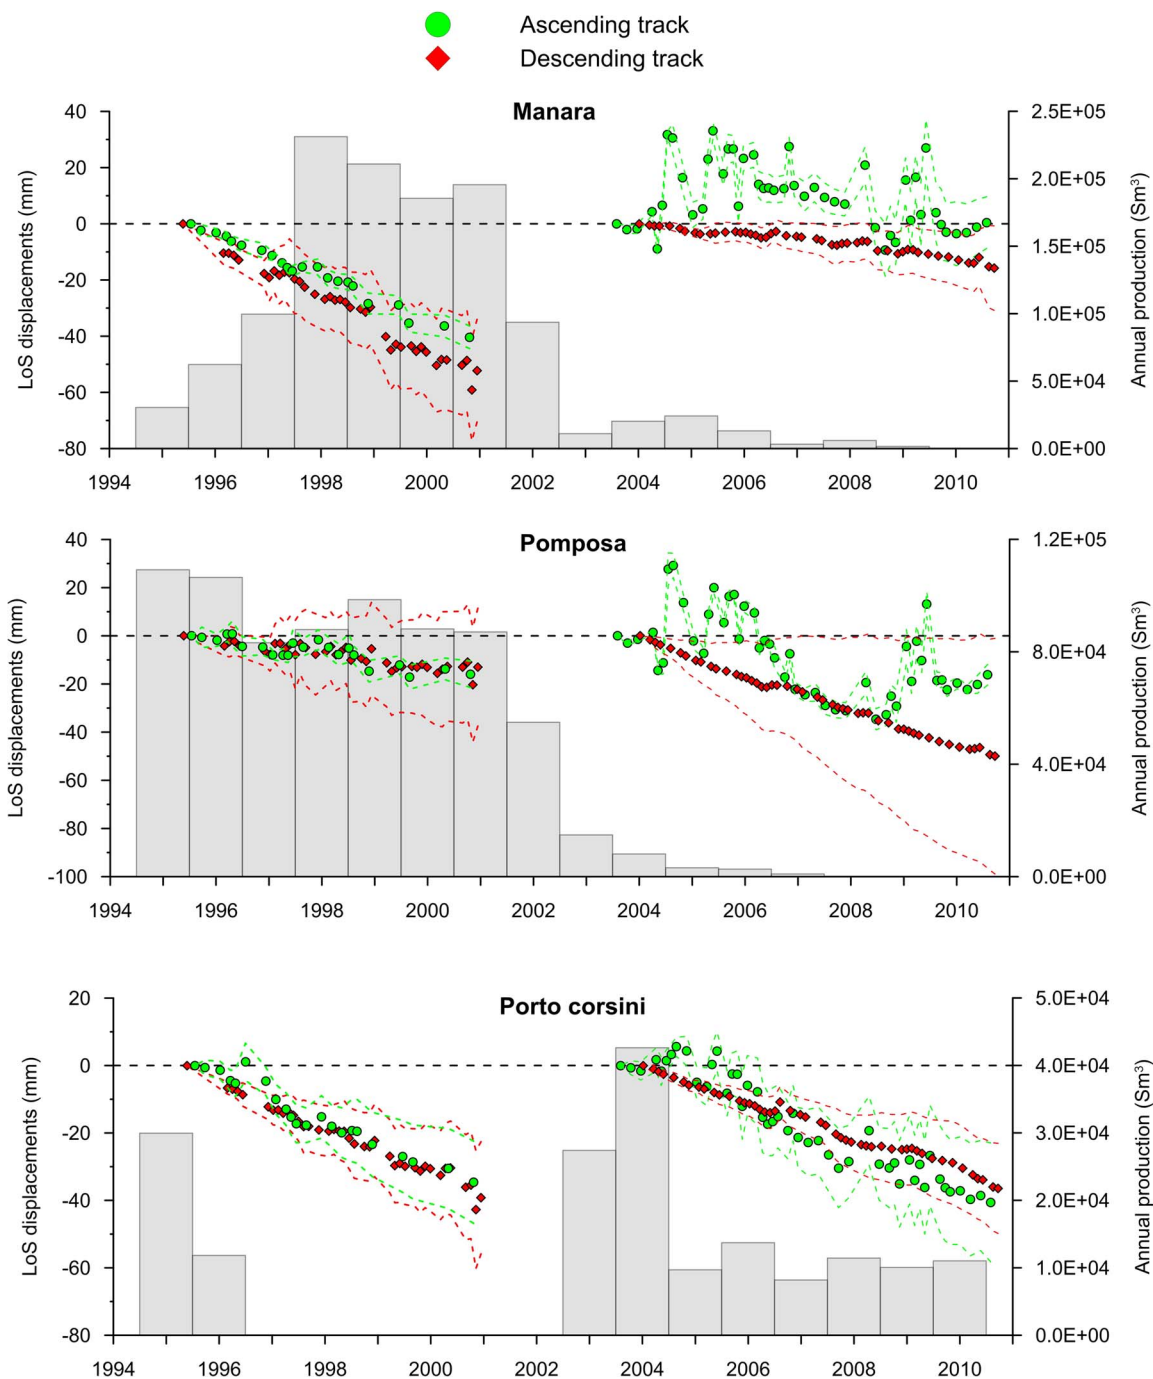 Ascending track
Descending track
Manara
40
20
0
-20
-40
-60
-80
LoS displacements (mm)
2.5E+05
2.0E+05
1.5E+05
1.0E+05
5.0E+04
0.0E+00
Annual production (Sm³)
1994 1996 1998 2000 2002 2004 2006 2008 2010
Pomposa
40
20
0
-20
-40
-60
-80
-100
LoS displacements (mm)
1.2E+05
8.0E+04
4.0E+04
0.0E+00
Annual production (Sm³)
1994 1996 1998 2000 2002 2004 2006 2008 2010
Porto corsini
20
0
-20
-40
-60
-80
LoS displacements (mm)
5.0E+04
4.0E+04
3.0E+04
2.0E+04
1.0E+04
0.0E+00
Annual production (Sm³)
1994 1996 1998 2000 2002 2004 2006 2008 2010